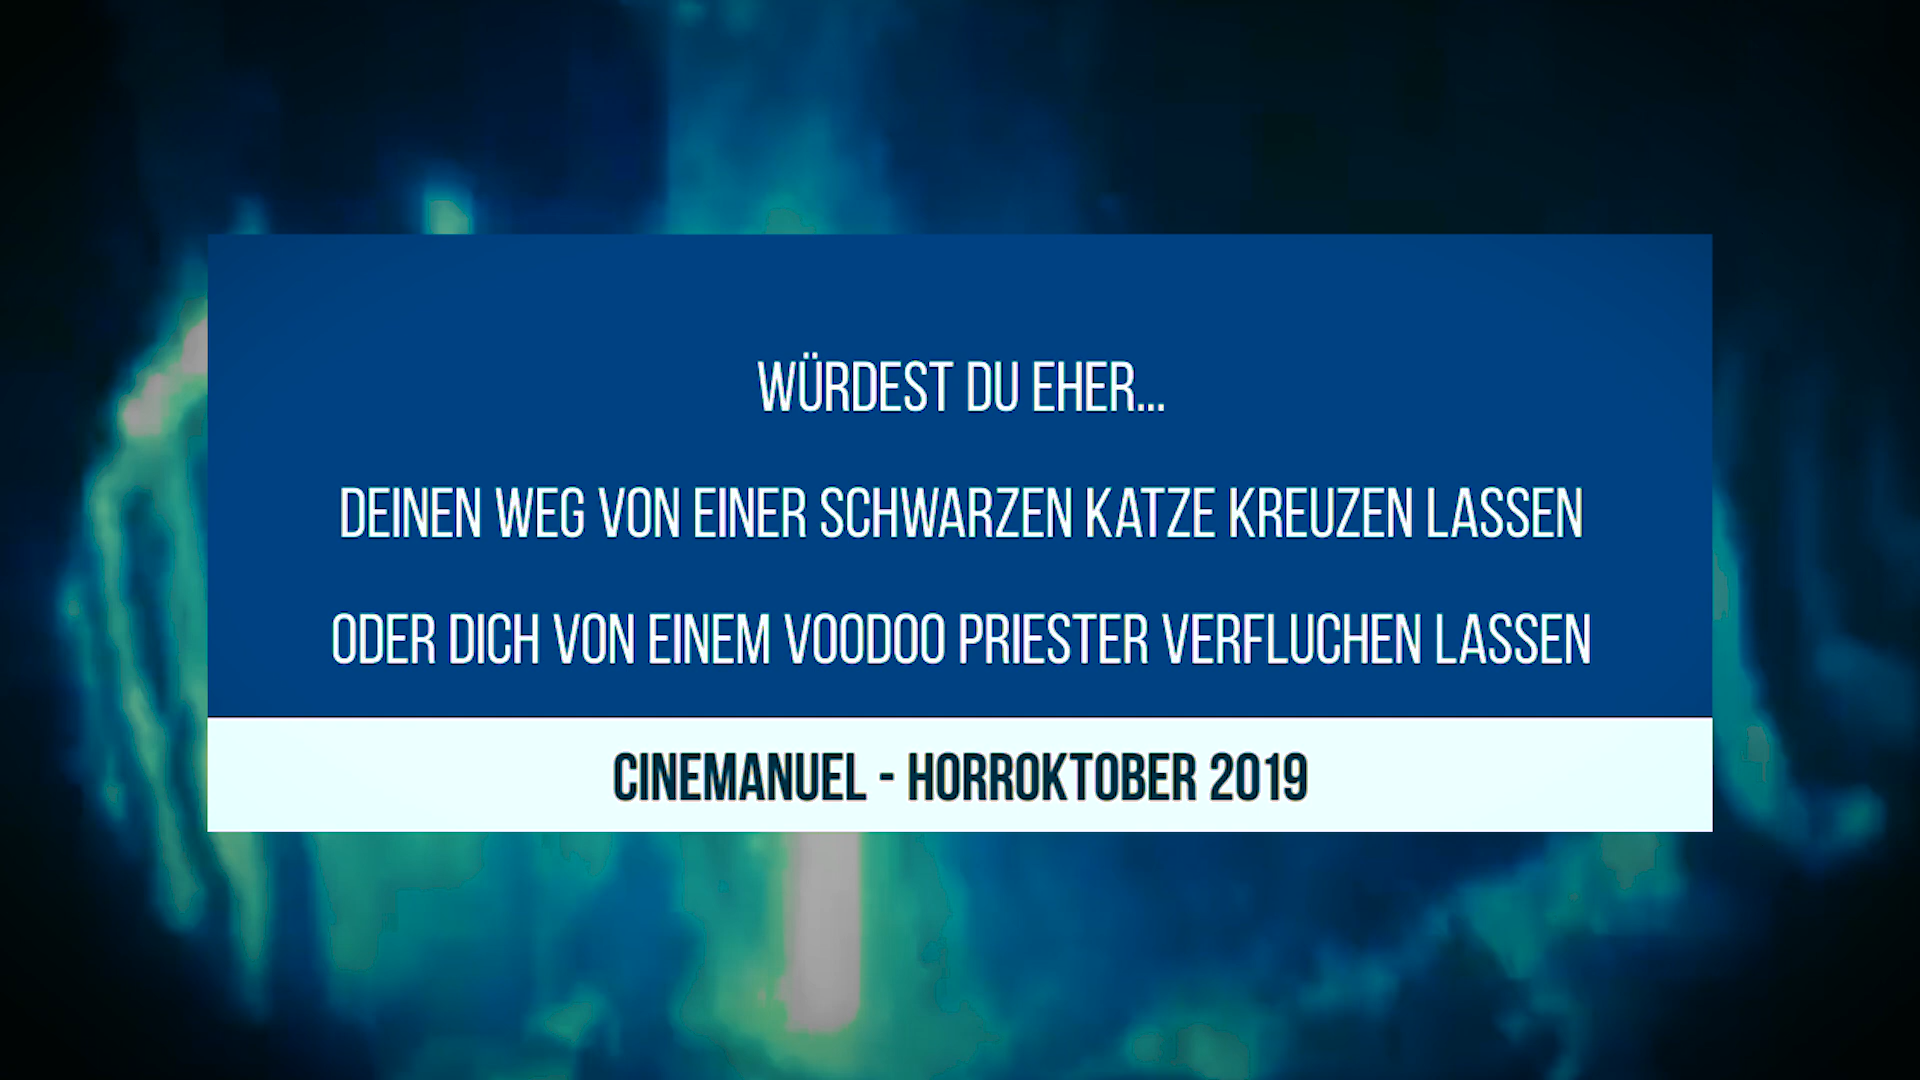 WÜRDEST DU EHER...
DEINEN WEG VON EINER SCHWARZEN KATZE KREUZEN LASSEN
ODER DICH VON EINEM VOODOO PRIESTER VERFLUCHEN LASSEN
CINEMANUEL - HORROKTOBER 2019